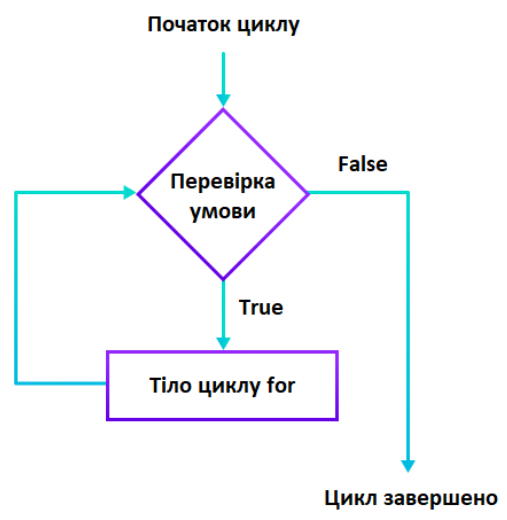 Початок циклу
False
Перевірка
умови
True
Тіло циклу for
Цикл завершено